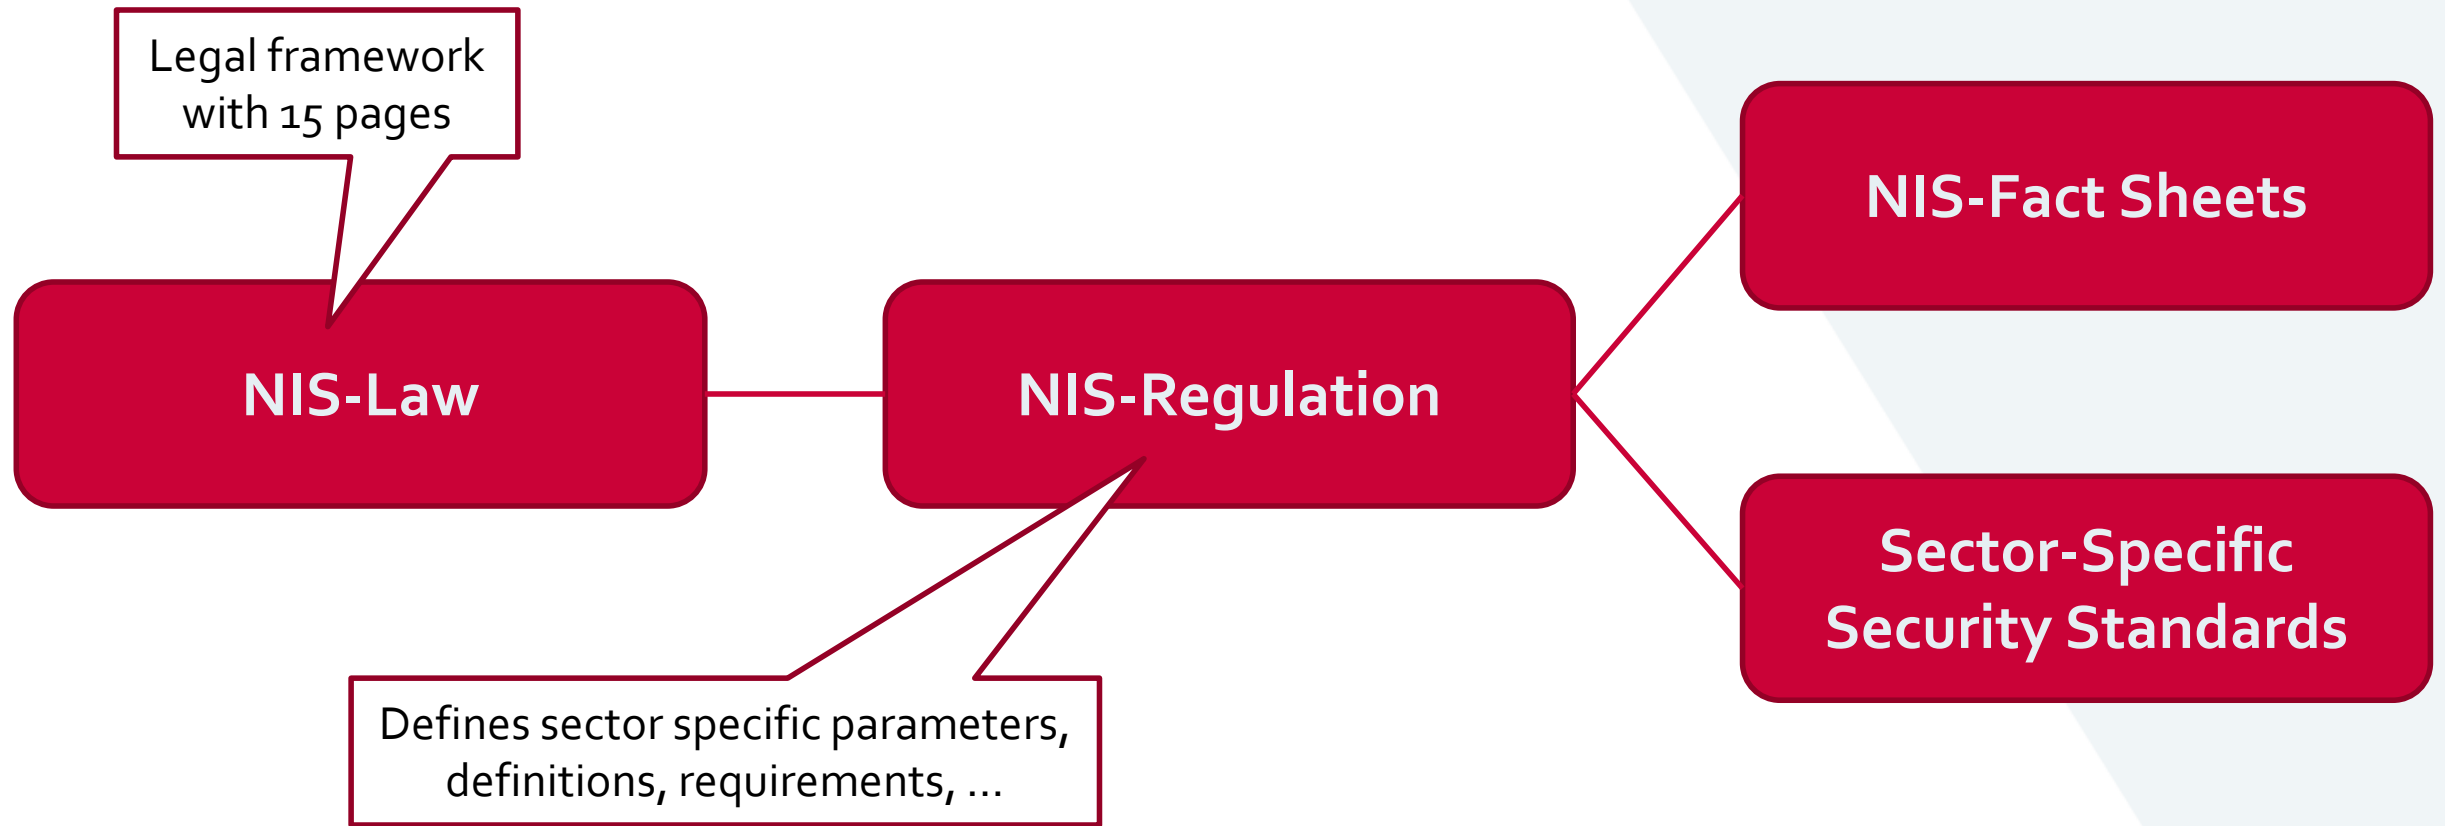 Legal framework
with 15 pages
NIS-Law
NIS-Regulation
Defines sector specific parameters,
definitions, requirements, ...
NIS-Fact Sheets
Sector-Specific
Security Standards